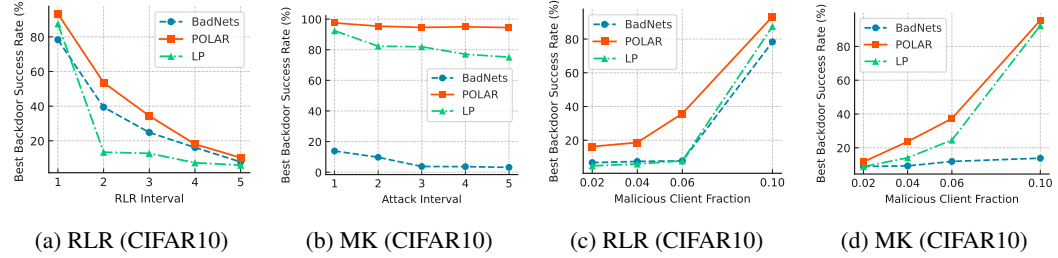 Best Backdoor Success Rate (%)
80
60
40
20
1 2 3 4 5
RLR Interval
BadNets
POLAR
LP
(a) RLR (CIFAR10)
Best Backdoor Success Rate (%)
100
80
60
40
20
0
1 2 3 4 5
Attack Interval
BadNets
POLAR
LP
(b) MK (CIFAR10)
Best Backdoor Success Rate (%)
80
60
40
20
0.02 0.04 0.06 0.10
Malicious Client Fraction
BadNets
POLAR
LP
(c) RLR (CIFAR10)
Best Backdoor Success Rate (%)
80
60
40
20
0.02 0.04 0.06 0.10
Malicious Client Fraction
BadNets
POLAR
LP
(d) MK (CIFAR10)